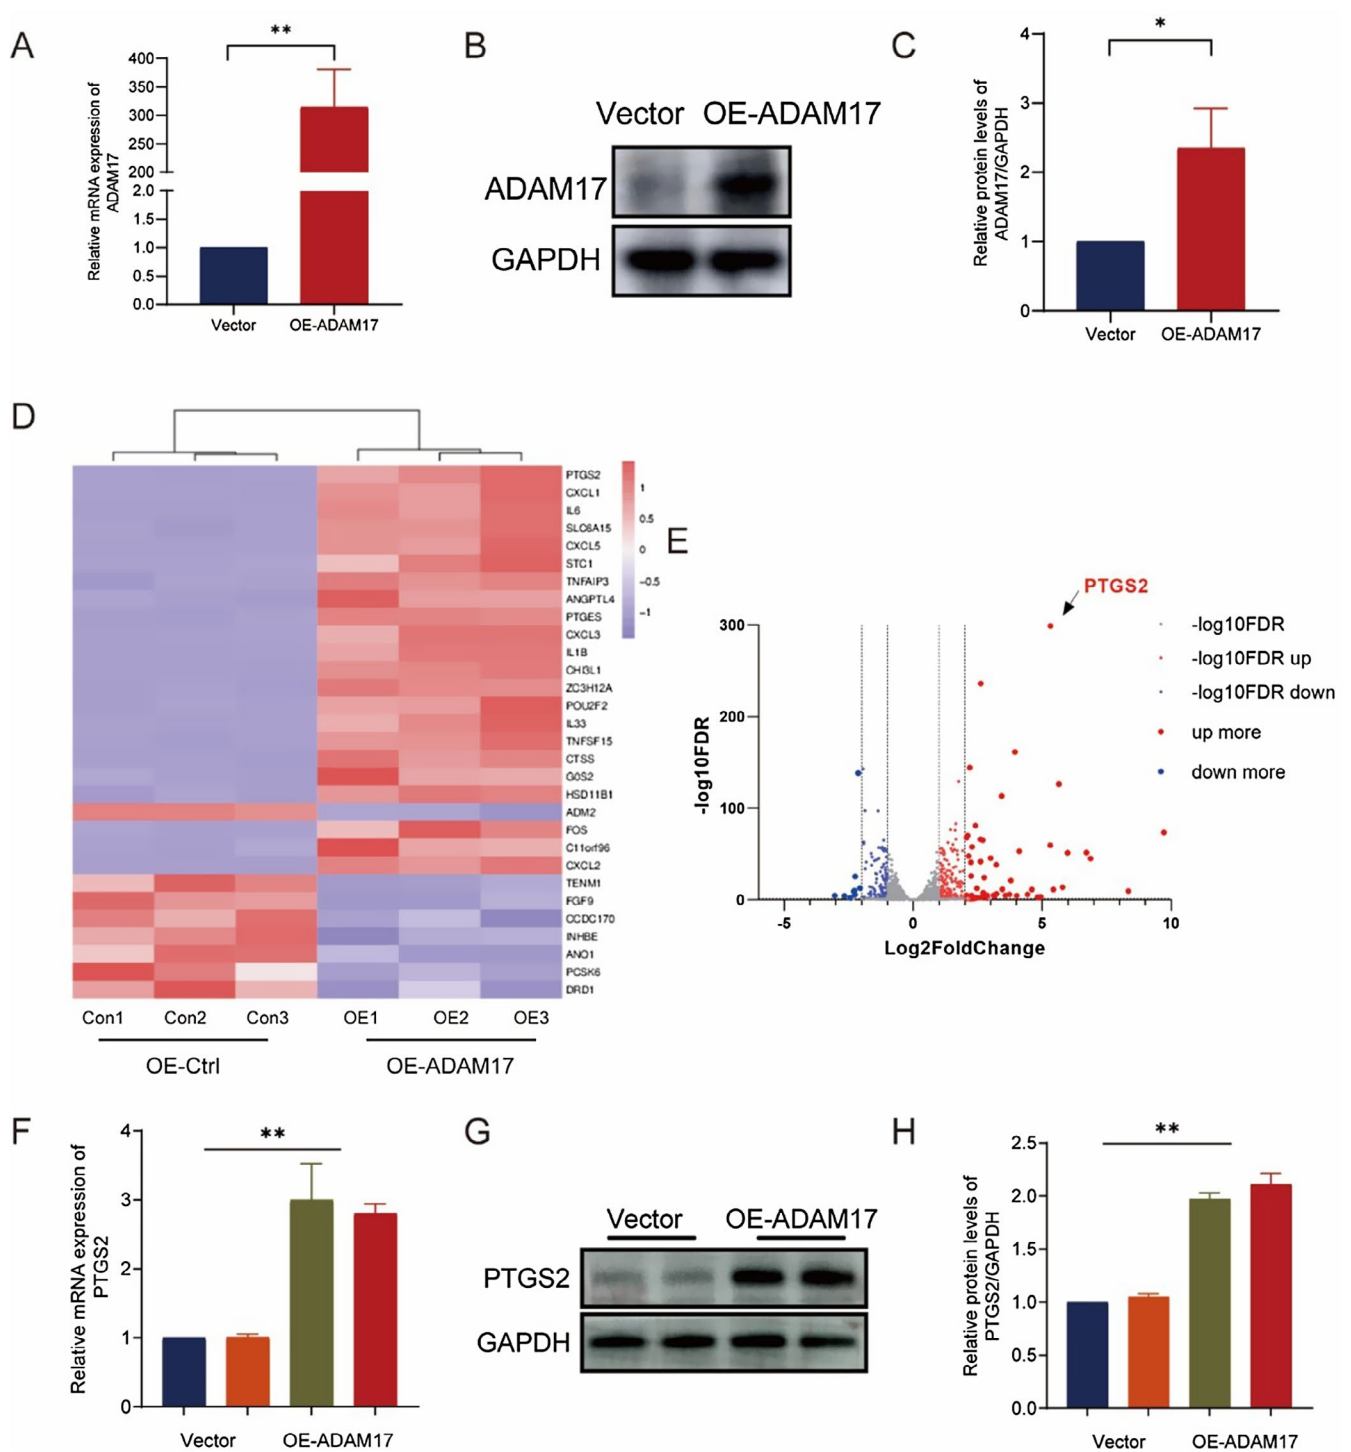 A
**
Relative mRNA expression of
ADAM17
400
350
300
250
200
2.0
1.5
1.0
0.5
0.0
Vector
OE-ADAM17
B
Vector OE-ADAM17
ADAM17
GAPDH
C
*
Relative protein levels of
ADAM17/GAPDH
4
3
2
1
0
Vector
OE-ADAM17
D
PTGS2
CXCL1
IL6
SLC6A15
CXCL5
STC1
TNFAIP3
ANGPTL4
PTGES
CXCL3
IL1B
CHI3L1
ZC3H12A
POU2F2
IL33
TNFSF15
CTSS
G0S2
HSD11B1
ADM2
FOS
C11orf96
CXCL2
TENM1
FGF9
CCDC170
INHBE
ANO1
PCSK6
DRD1
1
0.5
0
-0.5
-1
Con1 Con2 Con3 OE1 OE2 OE3
OE-Ctrl OE-ADAM17
E
PTGS2
-log10FDR
300
200
100
0
-5 0 5 10
Log2FoldChange
-log10FDR
-log10FDR up
-log10FDR down
up more
down more
F
**
Relative mRNA expression of
PTGS2
4
3
2
1
0
Vector OE-ADAM17
G
Vector OE-ADAM17
PTGS2
GAPDH
H
**
Relative protein levels of
PTGS2/GAPDH
2.5
2.0
1.5
1.0
0.5
0.0
Vector OE-ADAM17